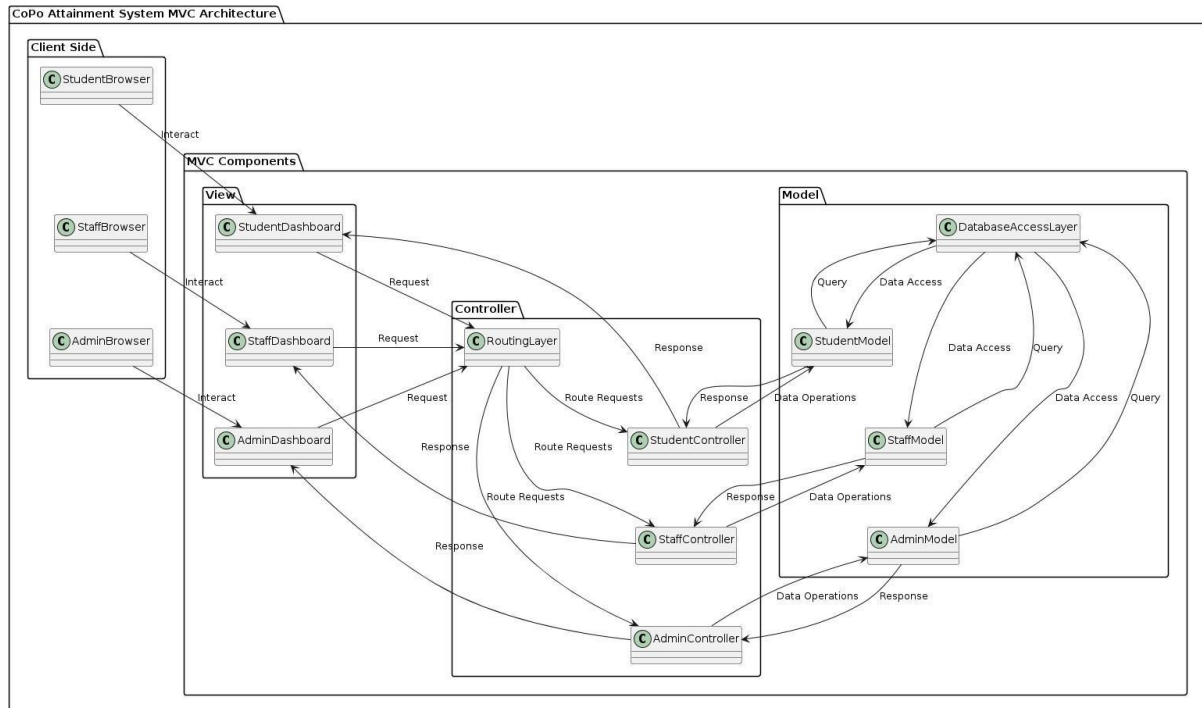 CoPo Attainment System MVC Architecture
Client Side
C StudentBrowser
Interact
MVC Components
View
Model
C StaffBrowser
C StudentDashboard
C DatabaseAccessLayer
Interact
Request
Query
Data Access
Controller
C AdminBrowser
C StaffDashboard
Request
C RoutingLayer
Response
C StudentModel
Data Access
Query
Interact
Request
Route Requests
Response
Data Operations
Data Access
Query
C AdminDashboard
Response
Route Requests
C StudentController
C StaffModel
Route Requests
Response
Data Operations
Response
C StaffController
C AdminModel
Data Operations
Response
C AdminController